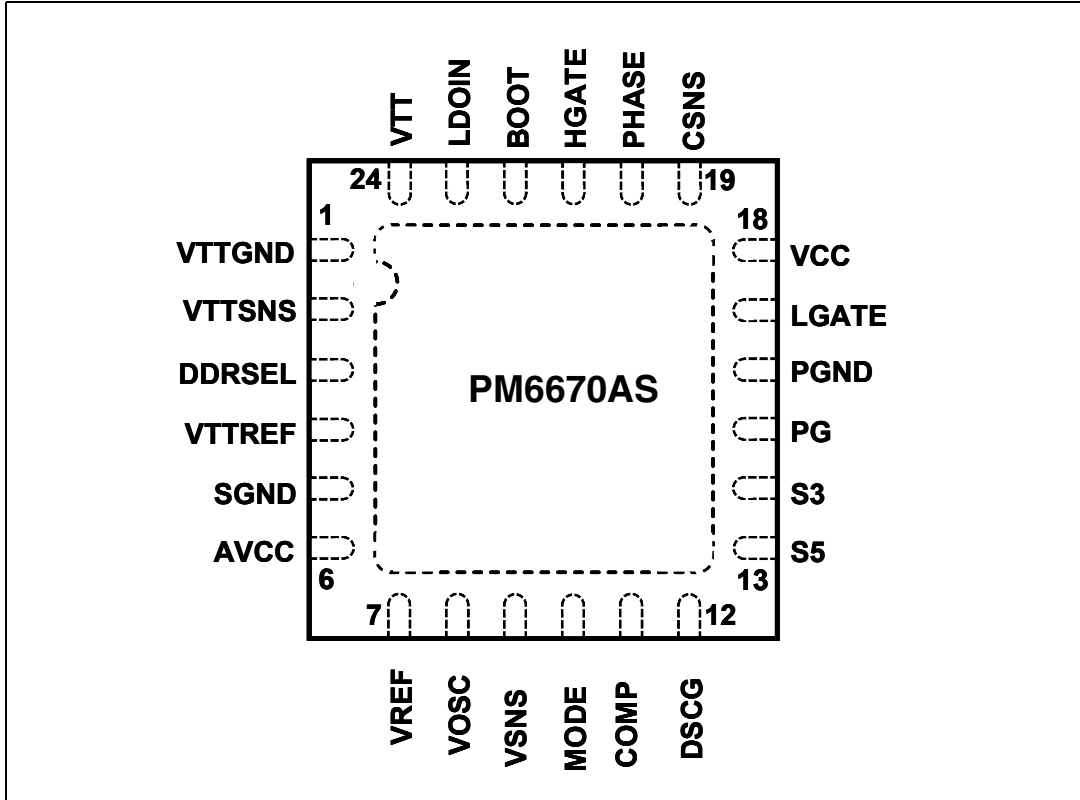 VTT
LDOIN
BOOT
HGATE
PHASE
CSNS
24
19
1
18
VTTGND
VCC
VTTSNS
LGATE
DDRSEL
PGND
PM6670AS
VTTREF
PG
SGND
S3
AVCC
S5
6
13
7
12
VREF
VOSC
VSNS
MODE
COMP
DSCG